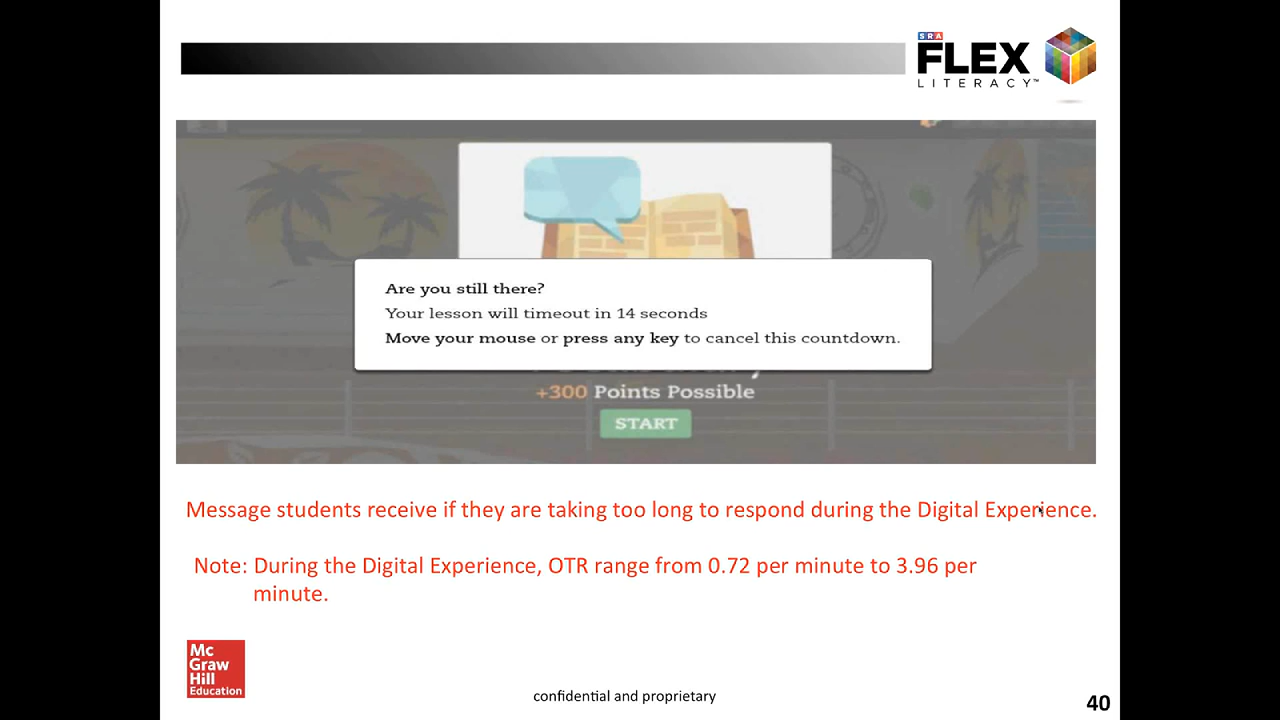 SRA
FLEX
LITERACY™
Are you still there?
Your lesson will timeout in 14 seconds
Move your mouse or press any key to cancel this countdown.
+300 Points Possible
START
Message students receive if they are taking too long to respond during the Digital Experience.
Note: During the Digital Experience, OTR range from 0.72 per minute to 3.96 per
minute.
Mc
Graw
Hill
Education
confidential and proprietary
40